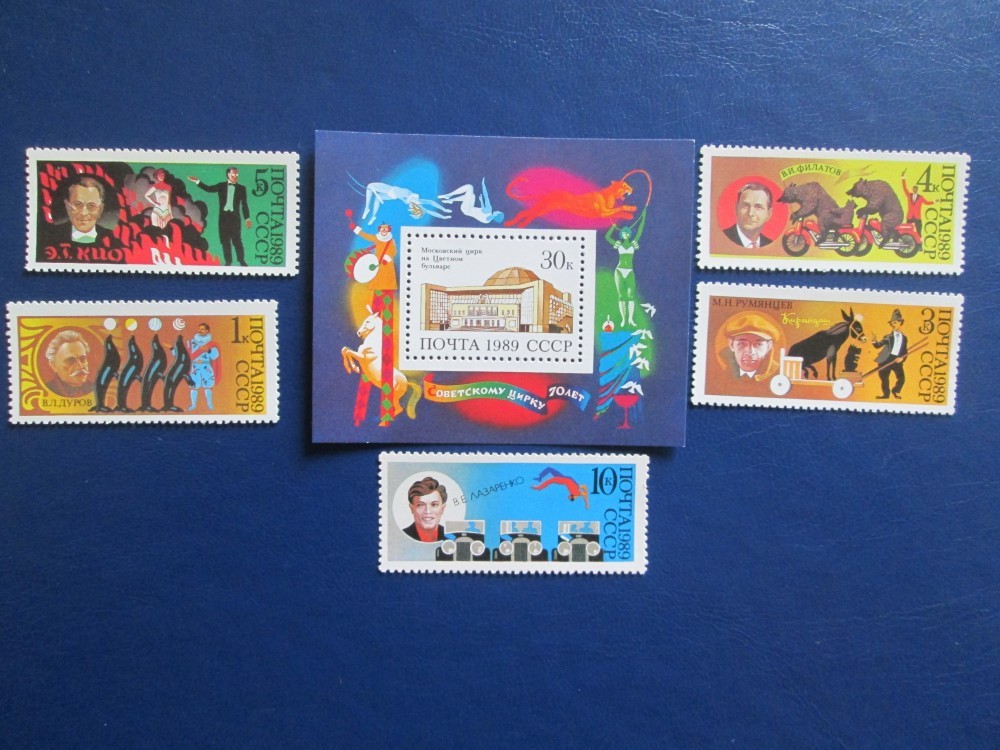 5к
ПОЧТА 1989
СССР
Э.Т. КИО
1к
ПОЧТА 1989
СССР
В.Л. ДУРОВ
Московский цирк
на Цветном
бульваре
30к
ПОЧТА 1989 СССР
СОВЕТСКОМУ ЦИРКУ 70 ЛЕТ
В.И. ФИЛАТОВ
4к
ПОЧТА 1989
СССР
М.Н. РУМЯНЦЕВ
Карандаш
3к
ПОЧТА 1989
СССР
В.Е. ЛАЗАРЕНКО
10к
ПОЧТА 1989
СССР